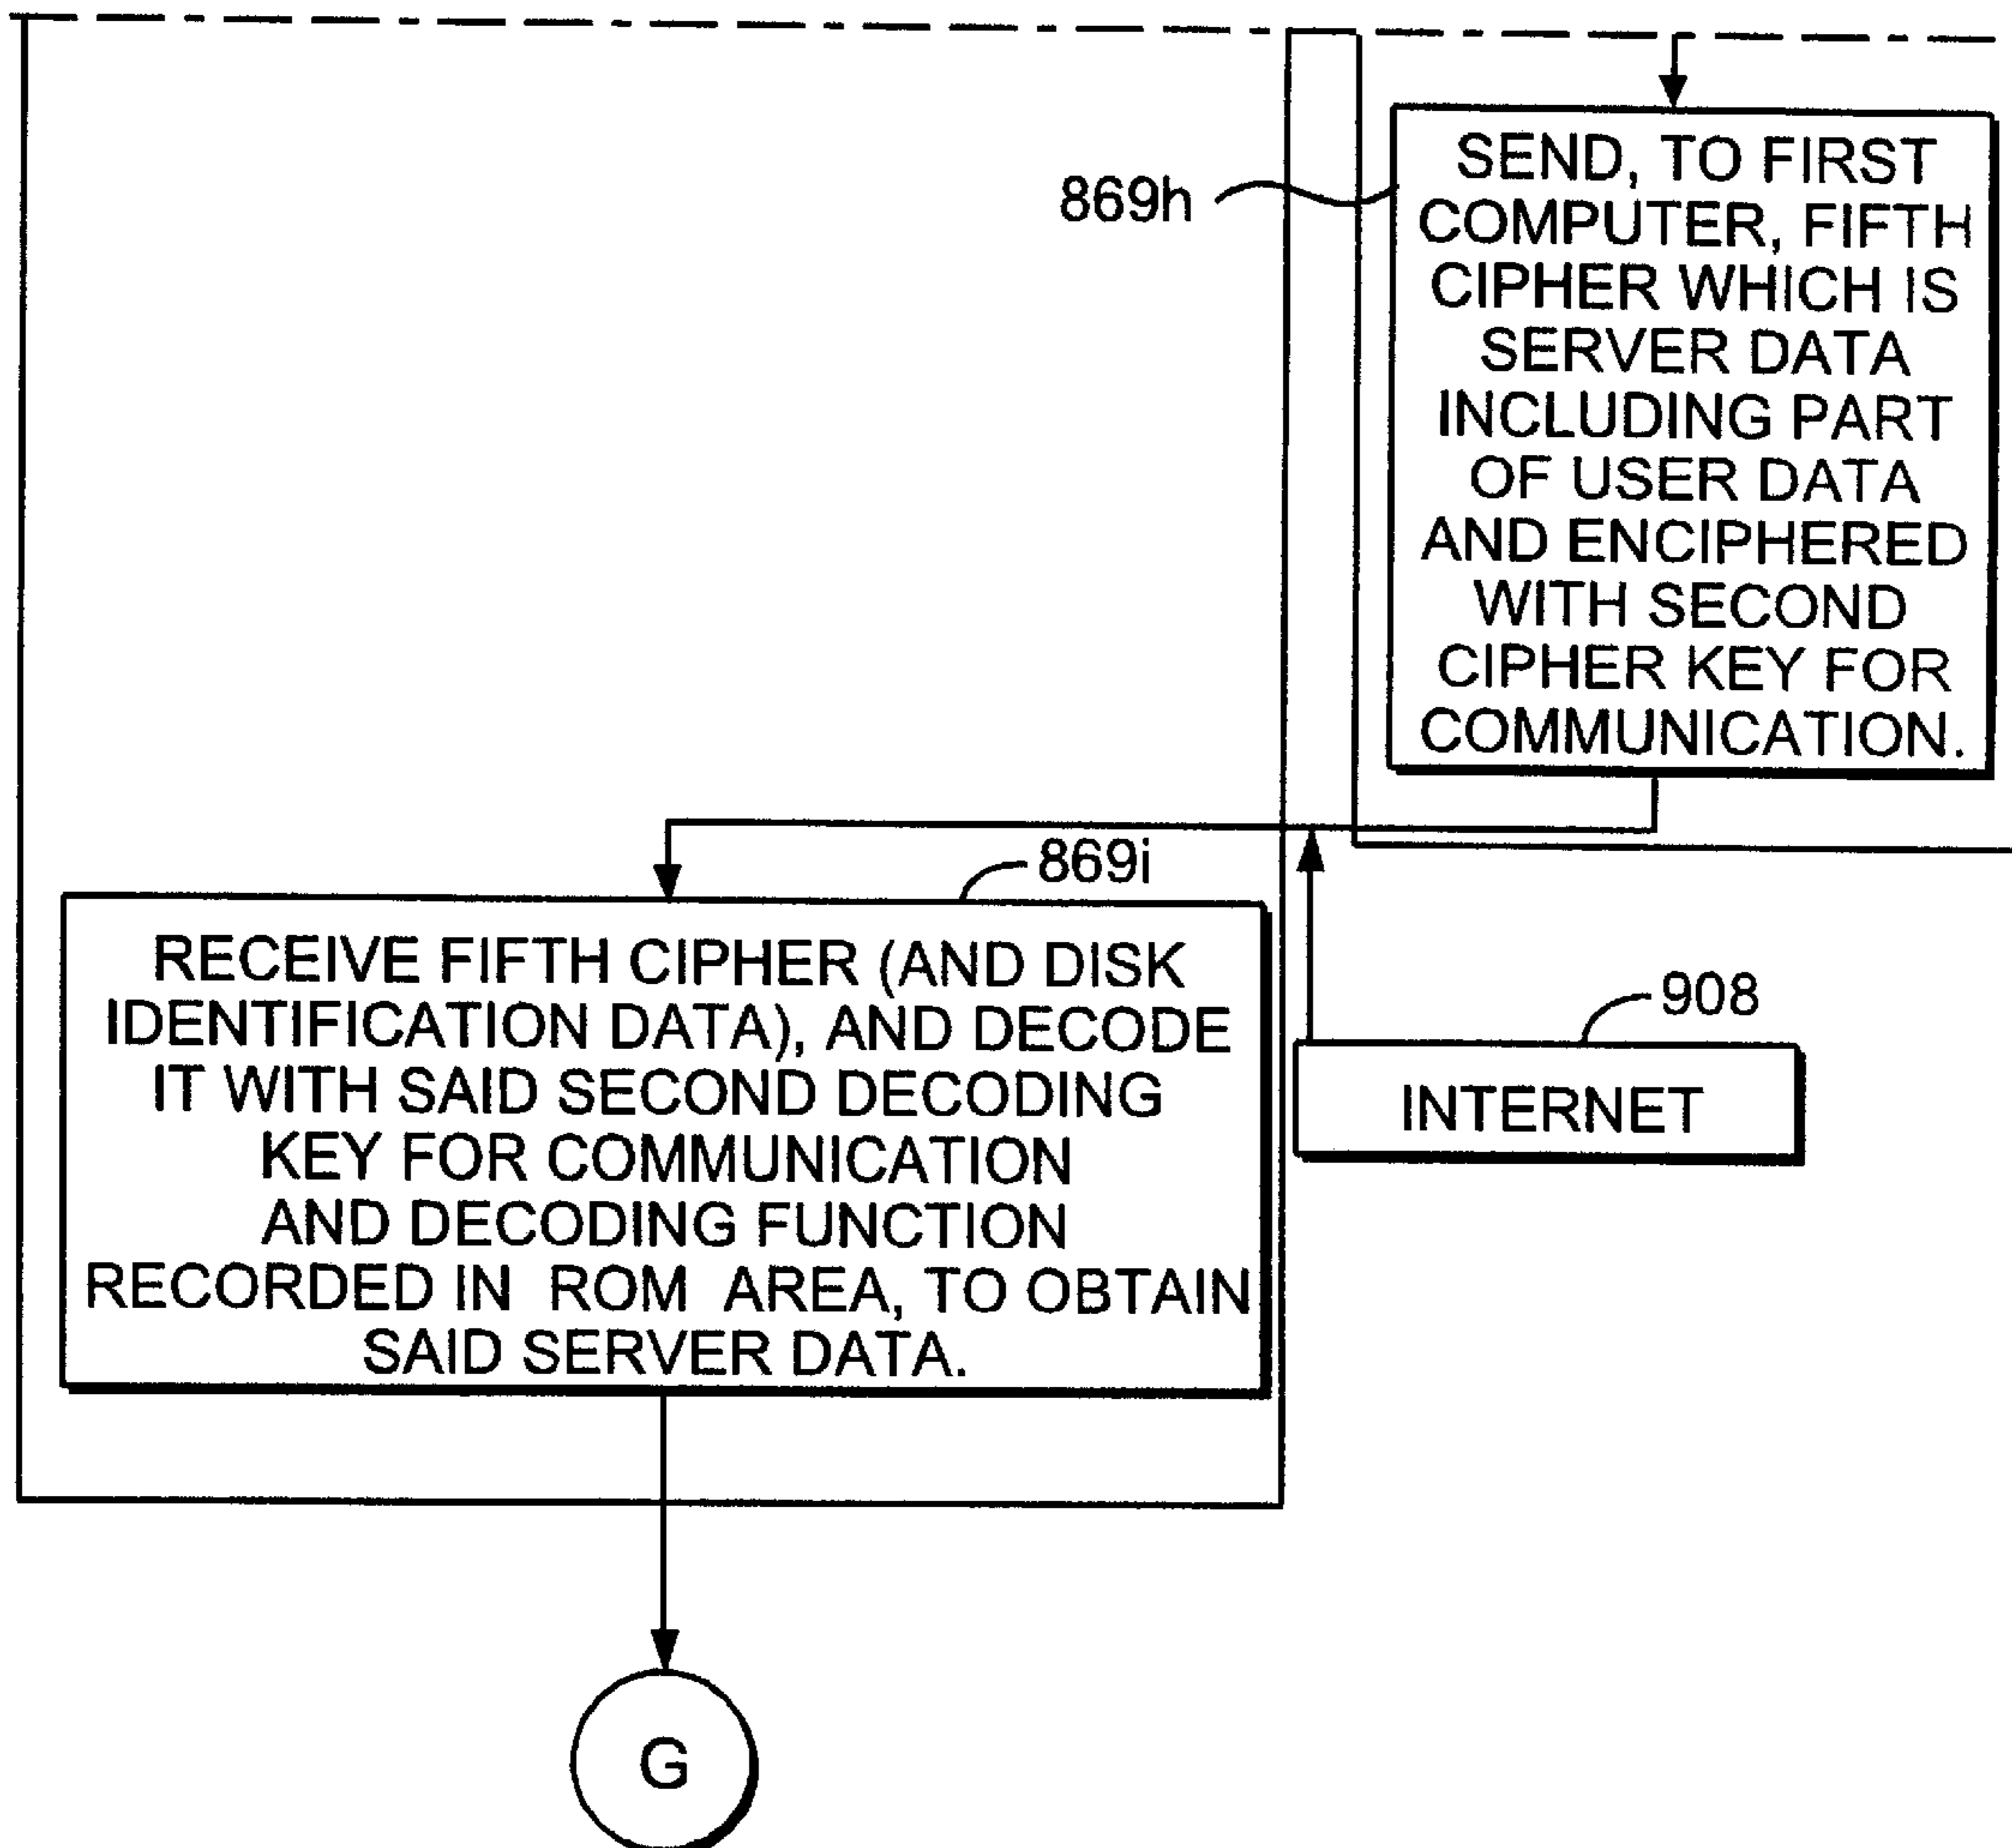 869h
SEND, TO FIRST
COMPUTER, FIFTH
CIPHER WHICH IS
SERVER DATA
INCLUDING PART
OF USER DATA
AND ENCIPHERED
WITH SECOND
CIPHER KEY FOR
COMMUNICATION.
869i
RECEIVE FIFTH CIPHER (AND DISK
IDENTIFICATION DATA), AND DECODE
IT WITH SAID SECOND DECODING
KEY FOR COMMUNICATION
AND DECODING FUNCTION
RECORDED IN ROM AREA, TO OBTAIN
SAID SERVER DATA.
908
INTERNET
G